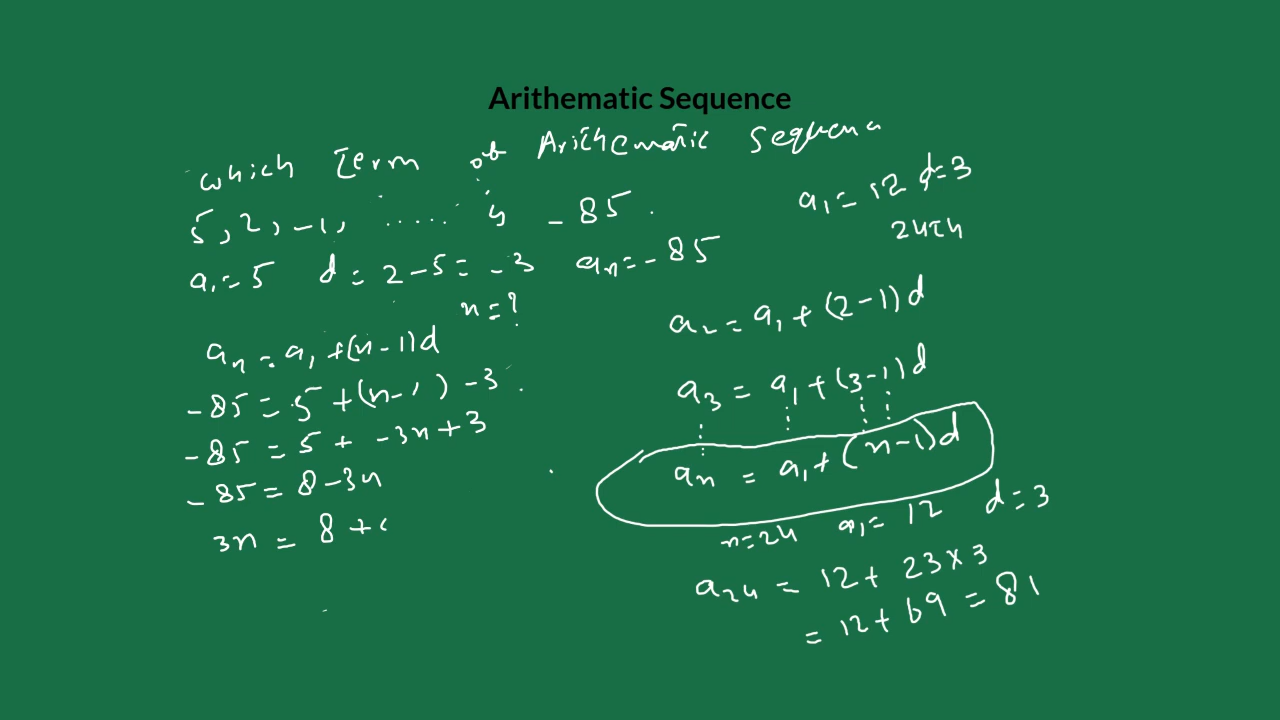 Arithematic Sequence
which Term of Arithematic Sequenc
5, 2, -1, ...... is -85.
a₁ = 5 d = 2 - 5 = -3 aₙ = -85
n = ?
aₙ = a₁ + (n-1)d
-85 = 5 + (n-1) -3
-85 = 5 + -3n + 3
-85 = 8 - 3n
3n = 8 +
a₁ = 12 d = 3
a₂ = a₁ + (2-1)d
a₃ = a₁ + (3-1)d
aₙ = a₁ + (n-1)d
n = 24 a₁ = 12 d = 3
a₂₄ = 12 + 23 × 3
= 12 + 69 = 81